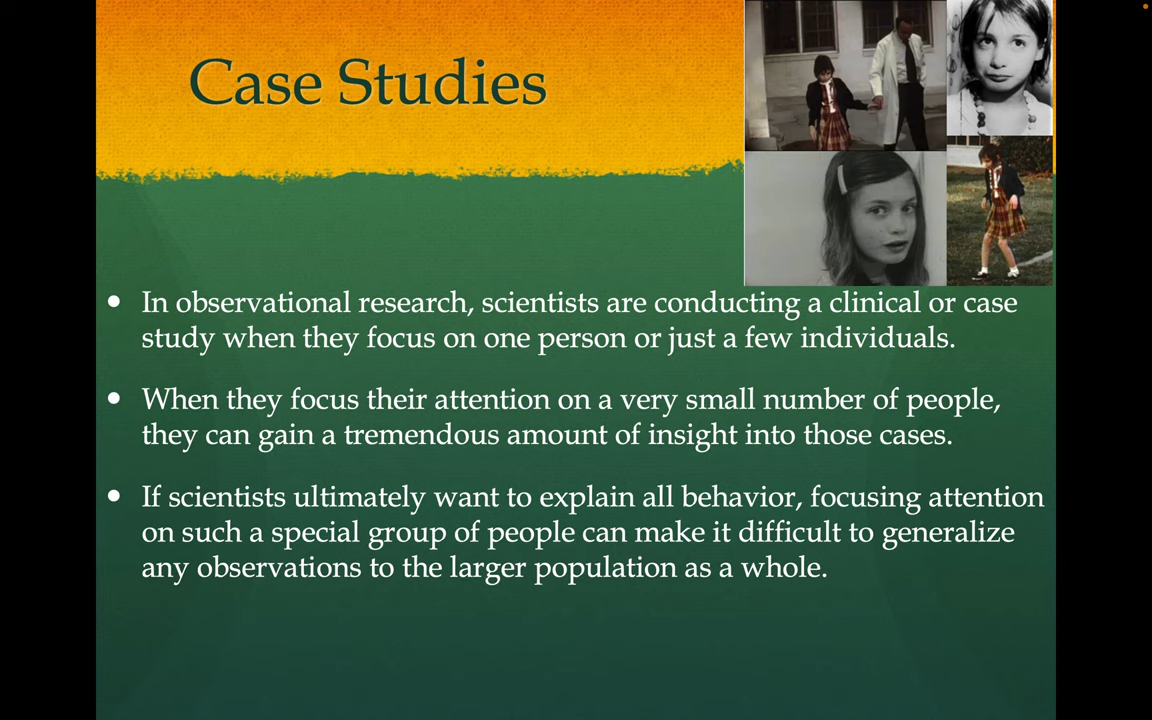 Case Studies
In observational research, scientists are conducting a clinical or case
study when they focus on one person or just a few individuals.
When they focus their attention on a very small number of people,
they can gain a tremendous amount of insight into those cases.
If scientists ultimately want to explain all behavior, focusing attention
on such a special group of people can make it difficult to generalize
any observations to the larger population as a whole.